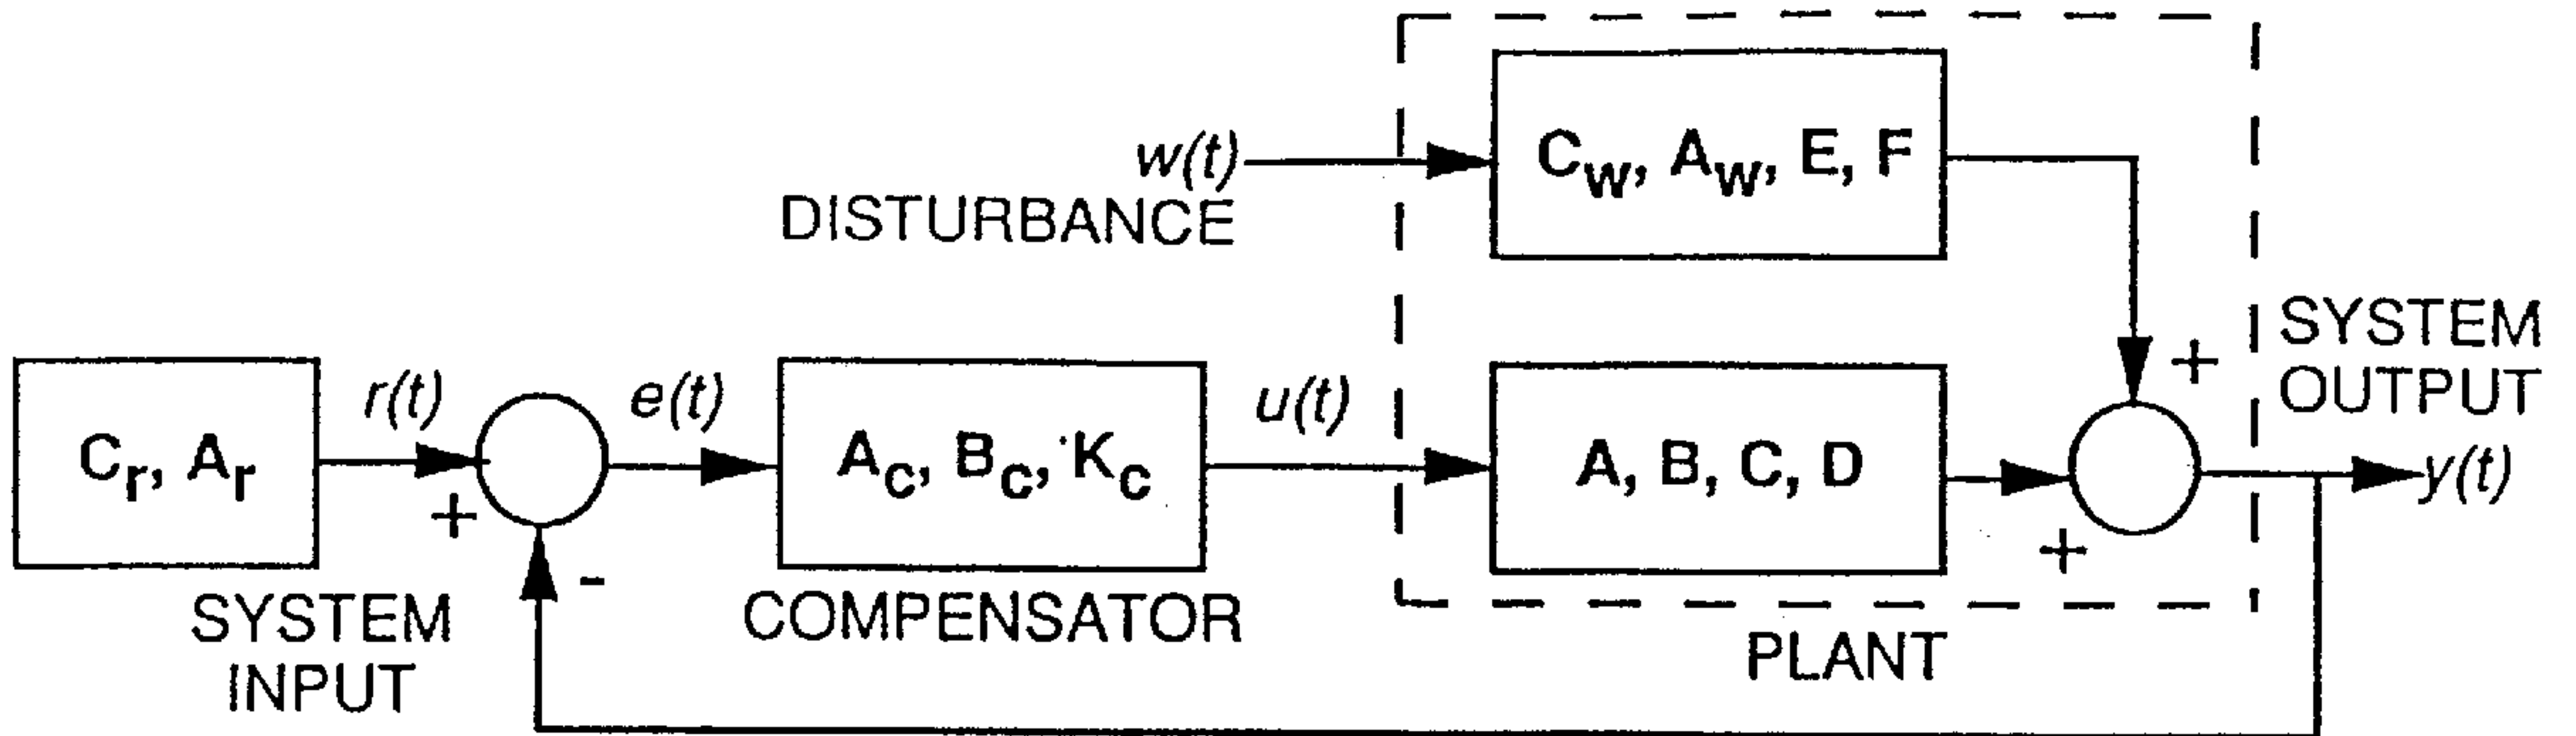 w(t)
DISTURBANCE
C_w, A_w, E, F
SYSTEM
OUTPUT
+
C_r, A_r
r(t)
+
e(t)
A_c, B_c, K_c
u(t)
A, B, C, D
+
y(t)
-
SYSTEM
INPUT
COMPENSATOR
PLANT